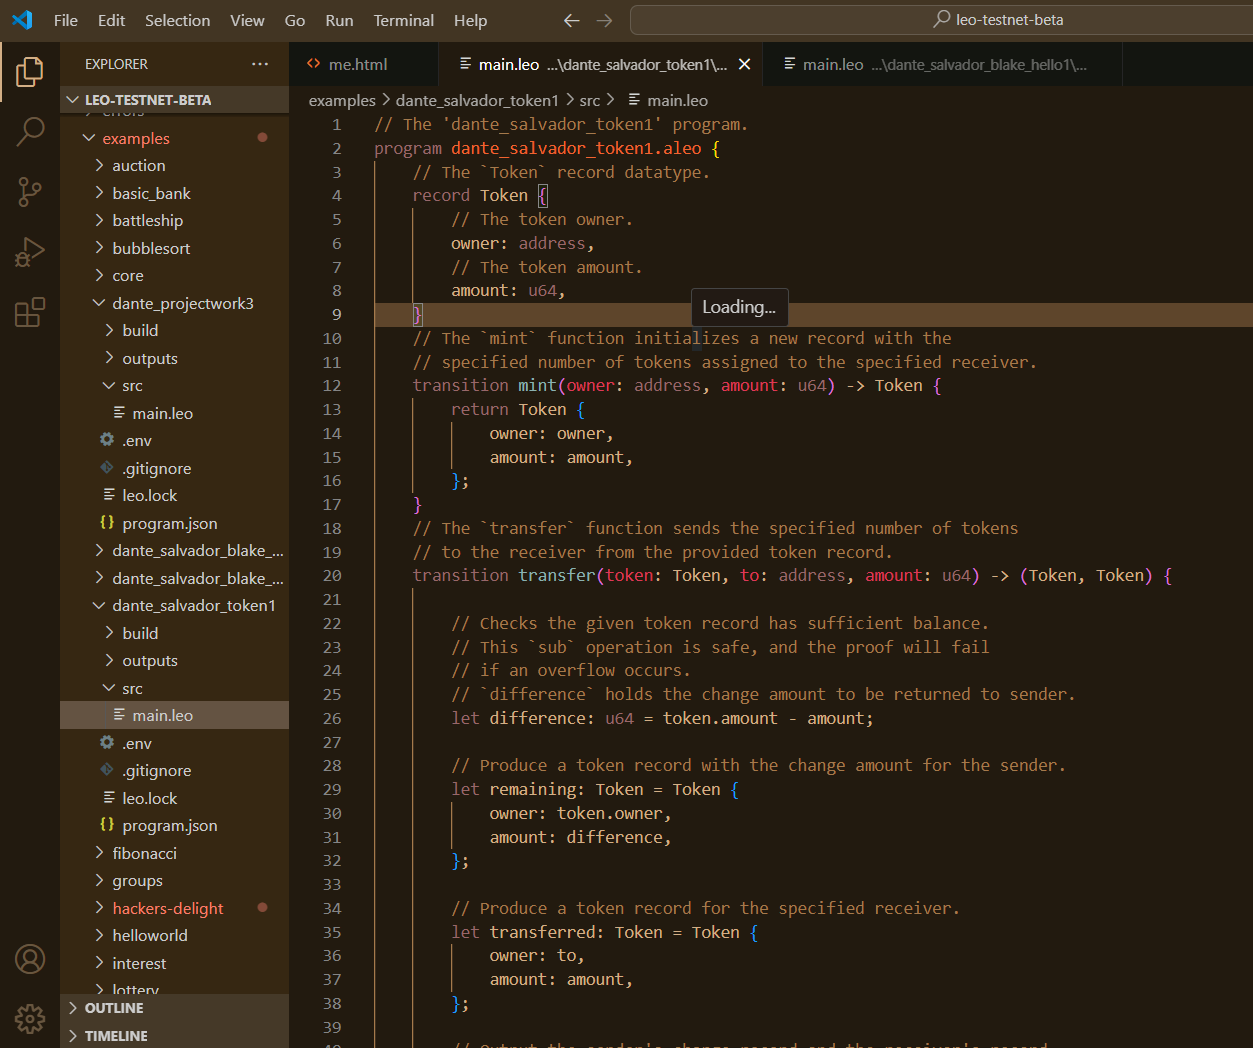 File Edit Selection View Go Run Terminal Help
leo-testnet-beta
EXPLORER ...
LEO-TESTNET-BETA
errors
examples
auction
basic_bank
battleship
bubblesort
core
dante_projectwork3
build
outputs
src
main.leo
.env
.gitignore
leo.lock
{} program.json
dante_salvador_blake_...
dante_salvador_blake_...
dante_salvador_token1
build
outputs
src
main.leo
.env
.gitignore
leo.lock
{} program.json
fibonacci
groups
hackers-delight
helloworld
interest
lottery
OUTLINE
TIMELINE
<> me.html
main.leo ...\dante_salvador_token1\...
main.leo ...\dante_salvador_blake_hello1\...
examples > dante_salvador_token1 > src > main.leo
1 // The 'dante_salvador_token1' program.
2 program dante_salvador_token1.aleo {
3 // The `Token` record datatype.
4 record Token {
5 // The token owner.
6 owner: address,
7 // The token amount.
8 amount: u64,
9 }
Loading...
10 // The `mint` function initializes a new record with the
11 // specified number of tokens assigned to the specified receiver.
12 transition mint(owner: address, amount: u64) -> Token {
13 return Token {
14 owner: owner,
15 amount: amount,
16 };
17 }
18 // The `transfer` function sends the specified number of tokens
19 // to the receiver from the provided token record.
20 transition transfer(token: Token, to: address, amount: u64) -> (Token, Token) {
21
22 // Checks the given token record has sufficient balance.
23 // This `sub` operation is safe, and the proof will fail
24 // if an overflow occurs.
25 // `difference` holds the change amount to be returned to sender.
26 let difference: u64 = token.amount - amount;
27
28 // Produce a token record with the change amount for the sender.
29 let remaining: Token = Token {
30 owner: token.owner,
31 amount: difference,
32 };
33
34 // Produce a token record for the specified receiver.
35 let transferred: Token = Token {
36 owner: to,
37 amount: amount,
38 };
39
40 // Output the sender's change record and the receiver's record.